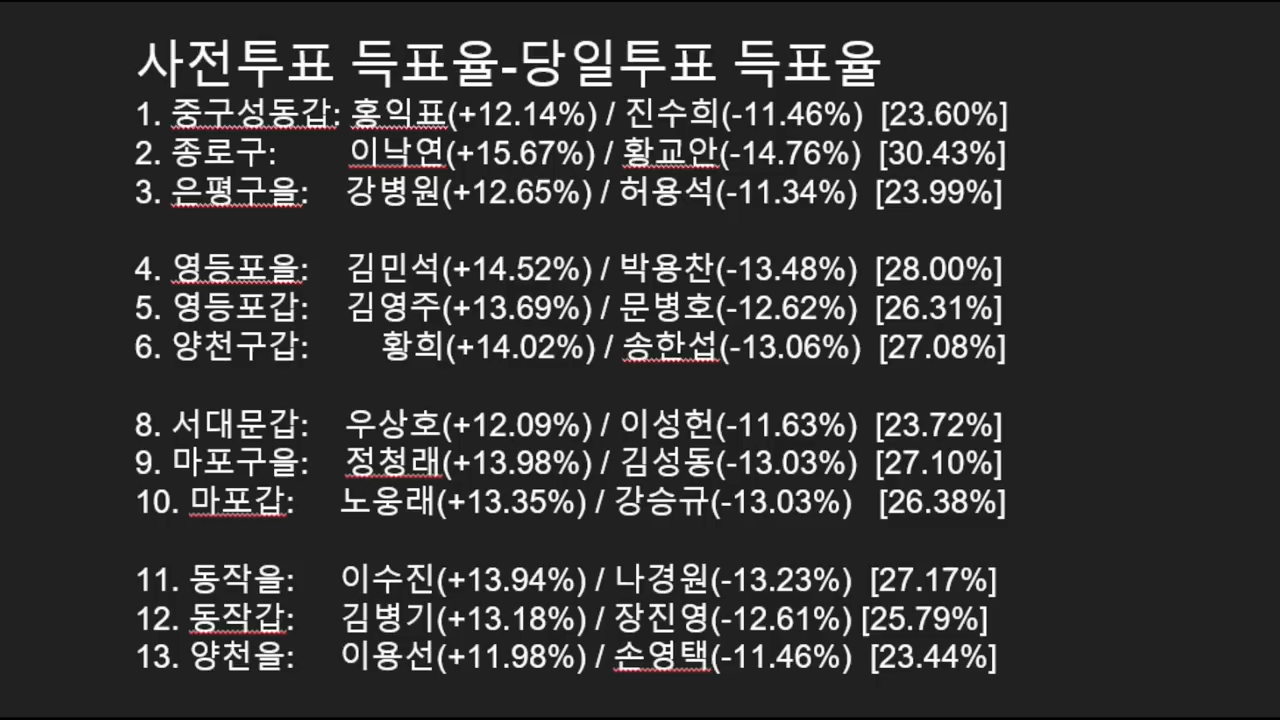 사전투표 득표율-당일투표 득표율
1. 중구성동갑: 홍익표(+12.14%) / 진수희(-11.46%) [23.60%]
2. 종로구: 이낙연(+15.67%) / 황교안(-14.76%) [30.43%]
3. 은평구을: 강병원(+12.65%) / 허용석(-11.34%) [23.99%]
4. 영등포을: 김민석(+14.52%) / 박용찬(-13.48%) [28.00%]
5. 영등포갑: 김영주(+13.69%) / 문병호(-12.62%) [26.31%]
6. 양천구갑: 황희(+14.02%) / 송한섭(-13.06%) [27.08%]
8. 서대문갑: 우상호(+12.09%) / 이성헌(-11.63%) [23.72%]
9. 마포구을: 정청래(+13.98%) / 김성동(-13.03%) [27.10%]
10. 마포갑: 노웅래(+13.35%) / 강승규(-13.03%) [26.38%]
11. 동작을: 이수진(+13.94%) / 나경원(-13.23%) [27.17%]
12. 동작갑: 김병기(+13.18%) / 장진영(-12.61%) [25.79%]
13. 양천을: 이용선(+11.98%) / 손영택(-11.46%) [23.44%]